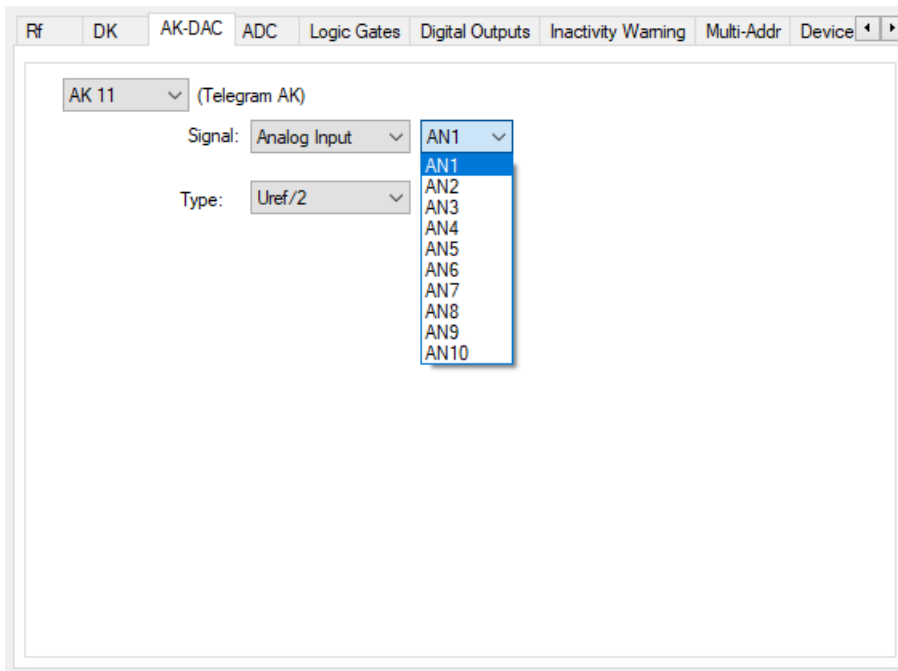 Rf DK AK-DAC ADC Logic Gates Digital Outputs Inactivity Warning Multi-Addr Device
AK 11 (Telegram AK)
Signal: Analog Input AN1
AN1
AN2
Type: Uref/2
AN3
AN4
AN5
AN6
AN7
AN8
AN9
AN10